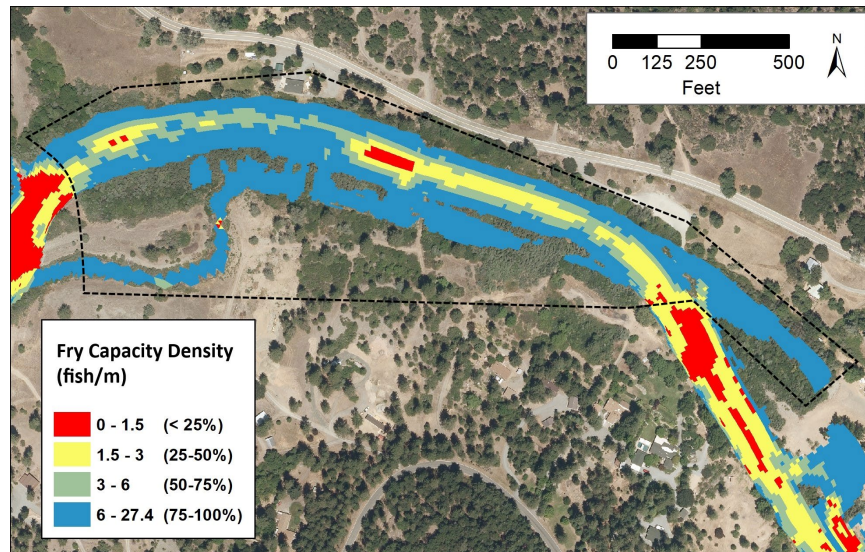 N
0 125 250 500
Feet
Fry Capacity Density
(fish/m)
0 - 1.5 (< 25%)
1.5 - 3 (25-50%)
3 - 6 (50-75%)
6 - 27.4 (75-100%)